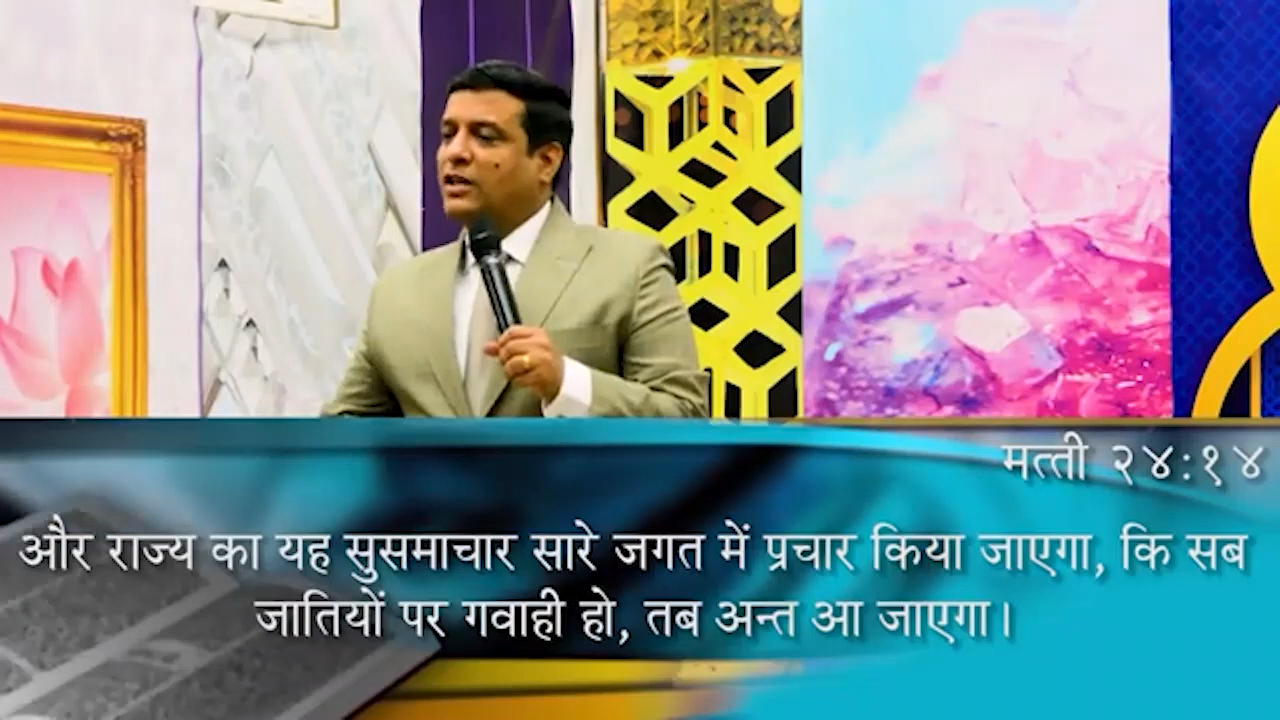 मत्ती २४:१४
और राज्य का यह सुसमाचार सारे जगत में प्रचार किया जाएगा, कि सब
जातियों पर गवाही हो, तब अन्त आ जाएगा।